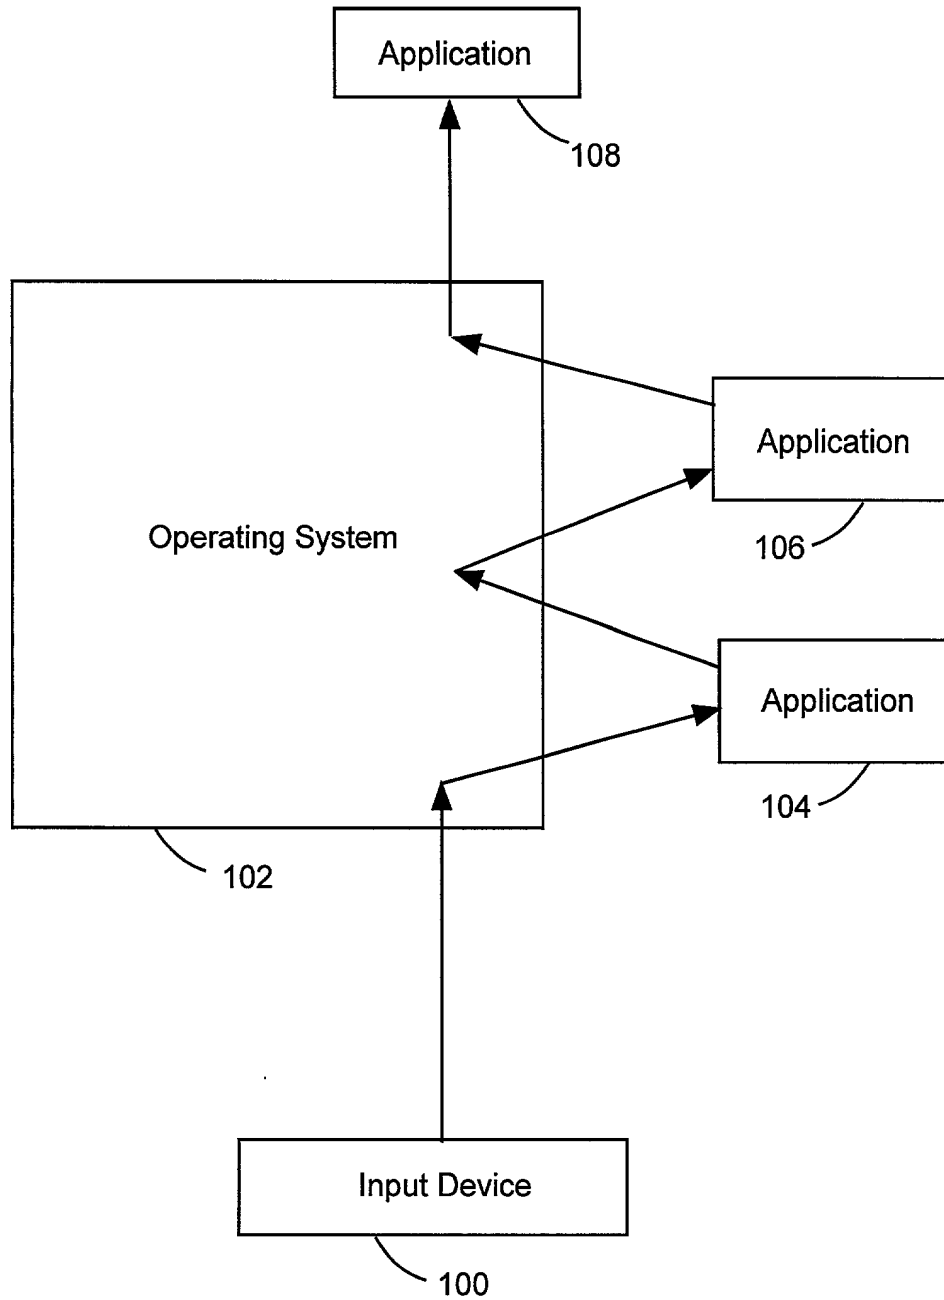 Application
108
Application
106
Operating System
Application
104
102
Input Device
100